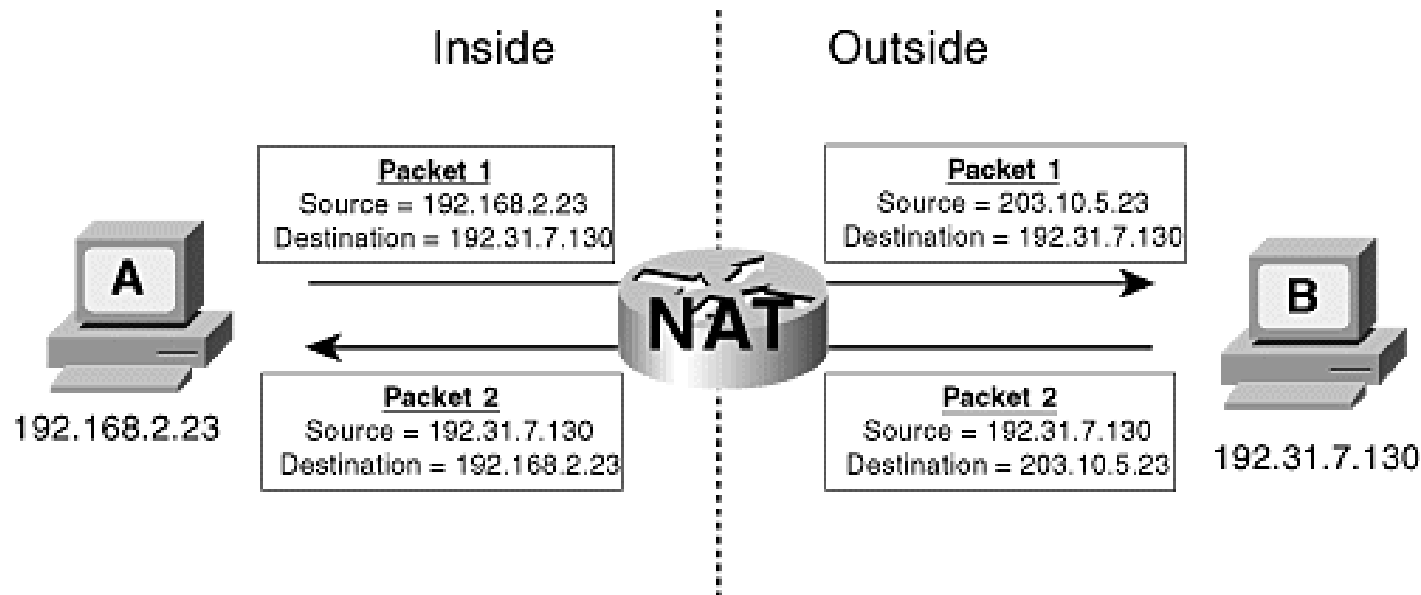 Inside
Outside
Packet 1
Source = 192.168.2.23
Destination = 192.31.7.130
Packet 1
Source = 203.10.5.23
Destination = 192.31.7.130
A
NAT
B
Packet 2
Source = 192.31.7.130
Destination = 192.168.2.23
Packet 2
Source = 192.31.7.130
Destination = 203.10.5.23
192.168.2.23
192.31.7.130